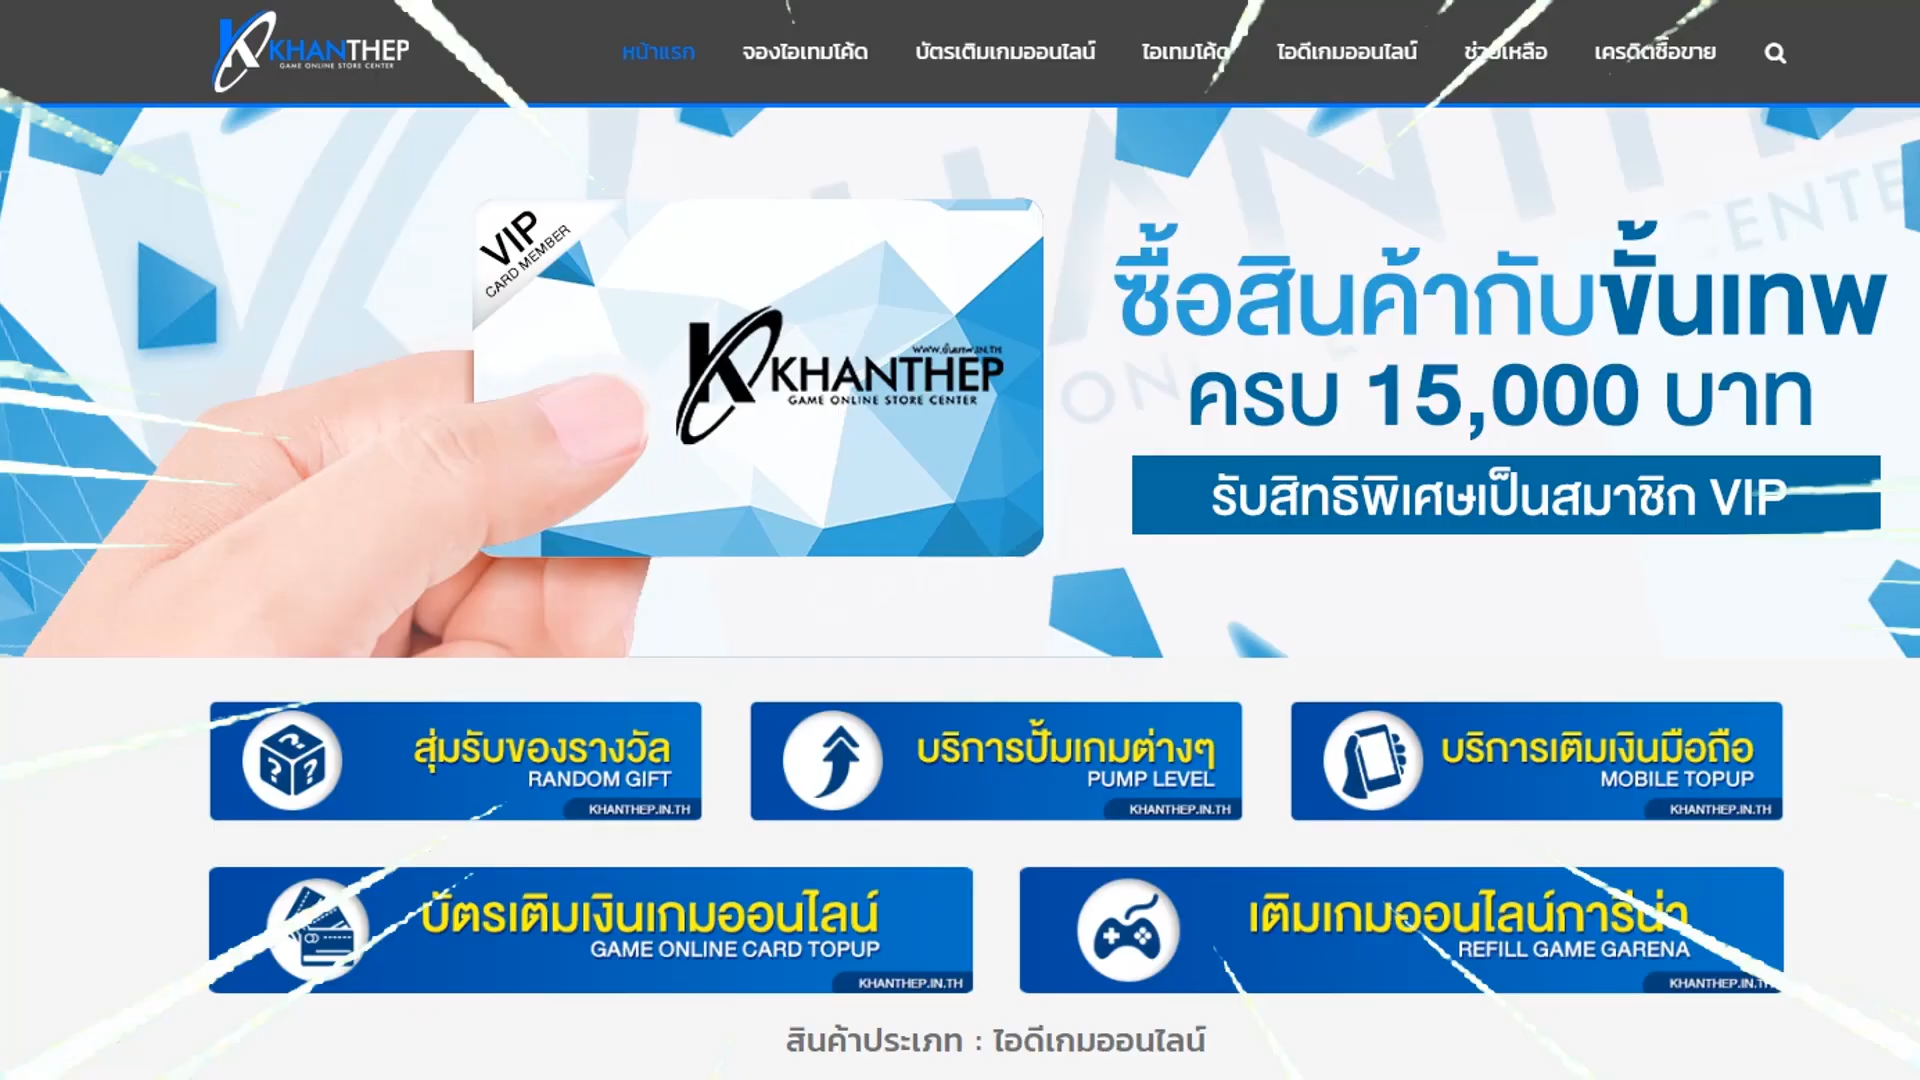 KHANTHEP
GAME ONLINE STORE CENTER
หน้าแรก
จองไอเทมโค้ด
บัตรเติมเกมออนไลน์
ไอเทมโค้ด
ไอดีเกมออนไลน์
ช่วยเหลือ
เครดิตซื้อขาย
VIP
CARD MEMBER
WWW.ขั้นเทพ.IN.TH
KHANTHEP
GAME ONLINE STORE CENTER
ซื้อสินค้ากับขั้นเทพ
ครบ 15,000 บาท
รับสิทธิพิเศษเป็นสมาชิก VIP
สุ่มรับของรางวัล
RANDOM GIFT
KHANTHEP.IN.TH
บริการปั้มเกมต่างๆ
PUMP LEVEL
KHANTHEP.IN.TH
บริการเติมเงินมือถือ
MOBILE TOPUP
KHANTHEP.IN.TH
บัตรเติมเงินเกมออนไลน์
GAME ONLINE CARD TOPUP
KHANTHEP.IN.TH
เติมเกมออนไลน์การีน่า
REFILL GAME GARENA
KHANTHEP.IN.TH
สินค้าประเภท : ไอดีเกมออนไลน์